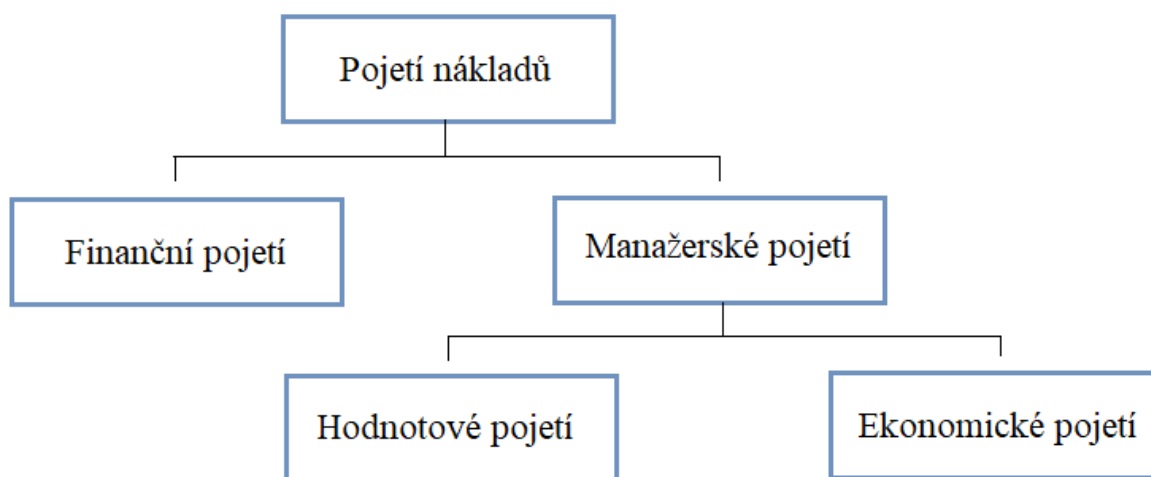 Pojetí nákladů
Finanční pojetí
Manažerské pojetí
Hodnotové pojetí
Ekonomické pojetí